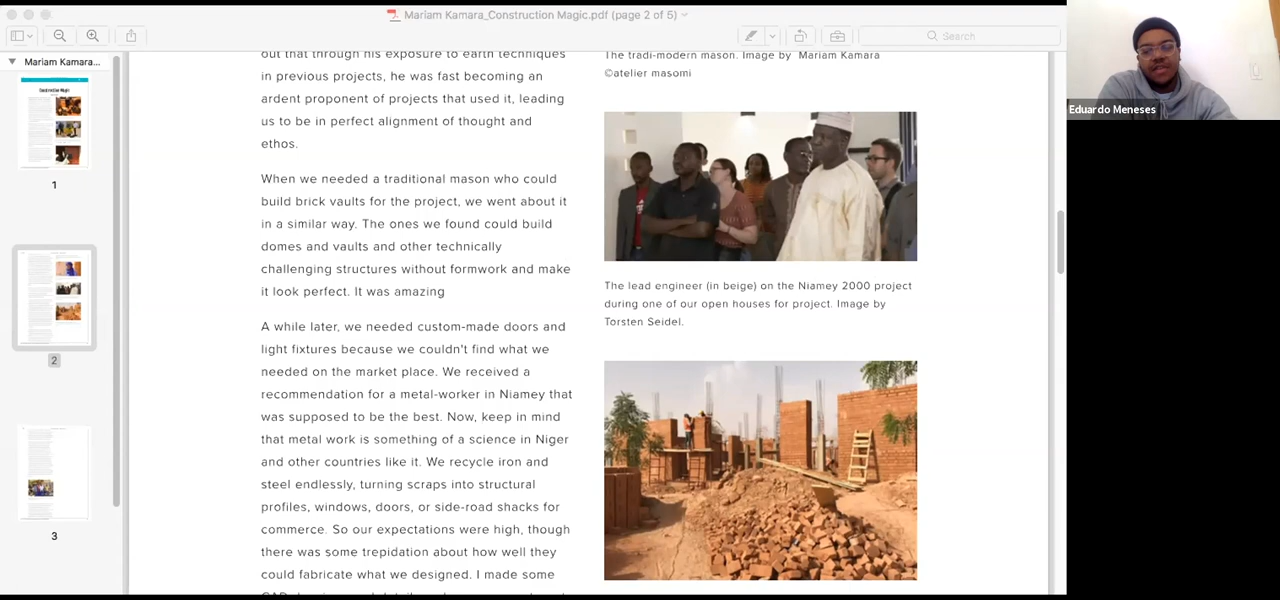 Mariam Kamara_Construction Magic.pdf (page 2 of 5)
Search
Mariam Kamara...
Construction Magic
1
2
3
out that through his exposure to earth techniques
in previous projects, he was fast becoming an
ardent proponent of projects that used it, leading
us to be in perfect alignment of thought and
ethos.
When we needed a traditional mason who could
build brick vaults for the project, we went about it
in a similar way. The ones we found could build
domes and vaults and other technically
challenging structures without formwork and make
it look perfect. It was amazing
A while later, we needed custom-made doors and
light fixtures because we couldn't find what we
needed on the market place. We received a
recommendation for a metal-worker in Niamey that
was supposed to be the best. Now, keep in mind
that metal work is something of a science in Niger
and other countries like it. We recycle iron and
steel endlessly, turning scraps into structural
profiles, windows, doors, or side-road shacks for
commerce. So our expectations were high, though
there was some trepidation about how well they
could fabricate what we designed. I made some
The tradi-modern mason. Image by Mariam Kamara
©atelier masomi
The lead engineer (in beige) on the Niamey 2000 project
during one of our open houses for project. Image by
Torsten Seidel.
Eduardo Meneses